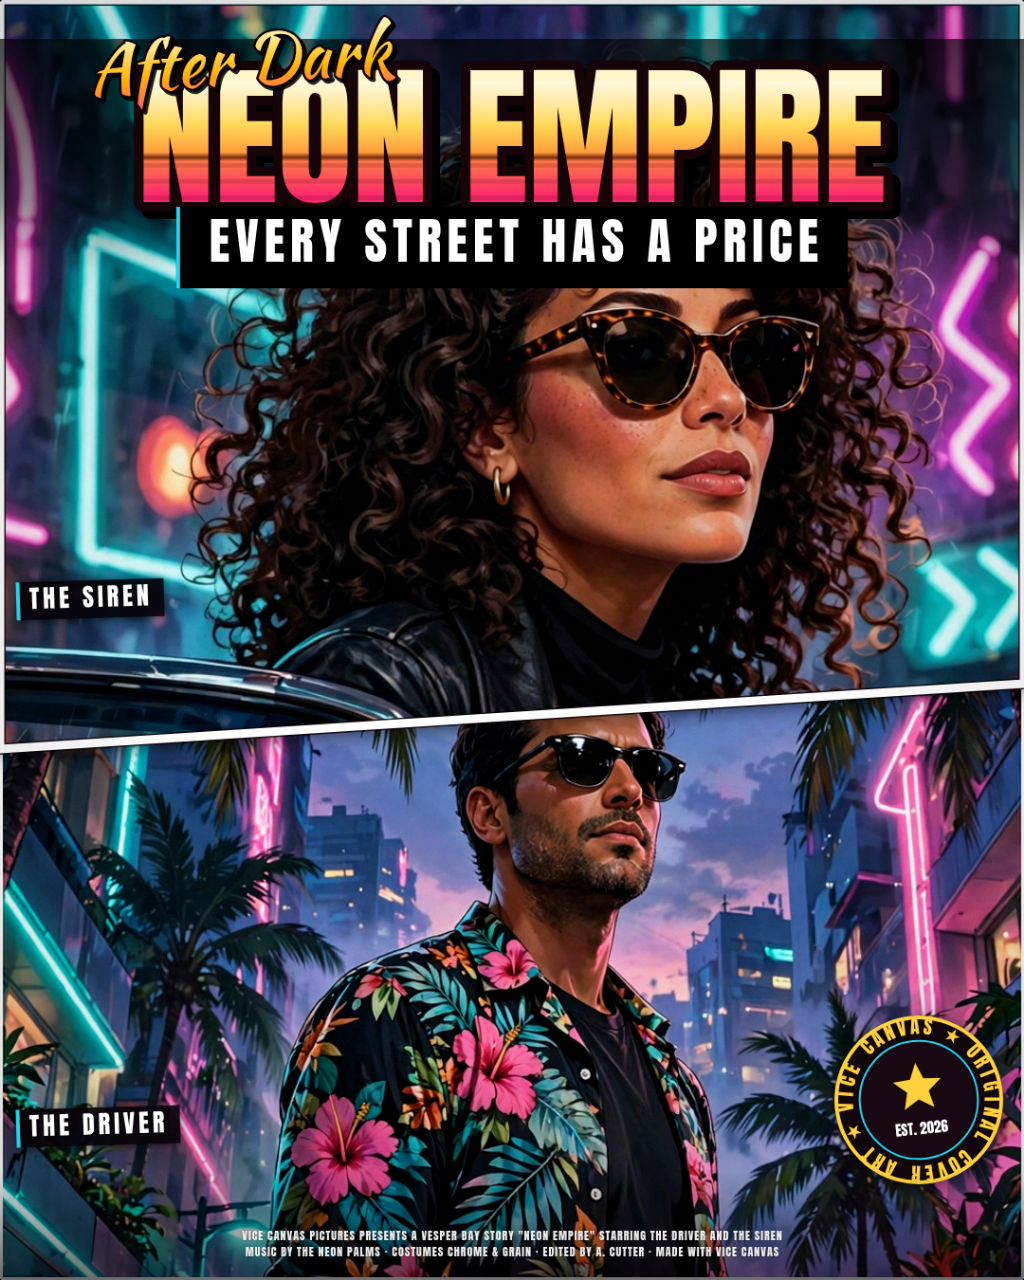 After Dark
NEON EMPIRE
EVERY STREET HAS A PRICE
THE SIREN
THE DRIVER
VICE CANVAS ★ ORIGINAL COVER ART ★
EST. 2026
VICE CANVAS PICTURES PRESENTS A VESPER BAY STORY "NEON EMPIRE" STARRING THE DRIVER AND THE SIREN
MUSIC BY THE NEON PALMS · COSTUMES CHROME & GRAIN · EDITED BY A. CUTTER · MADE WITH VICE CANVAS